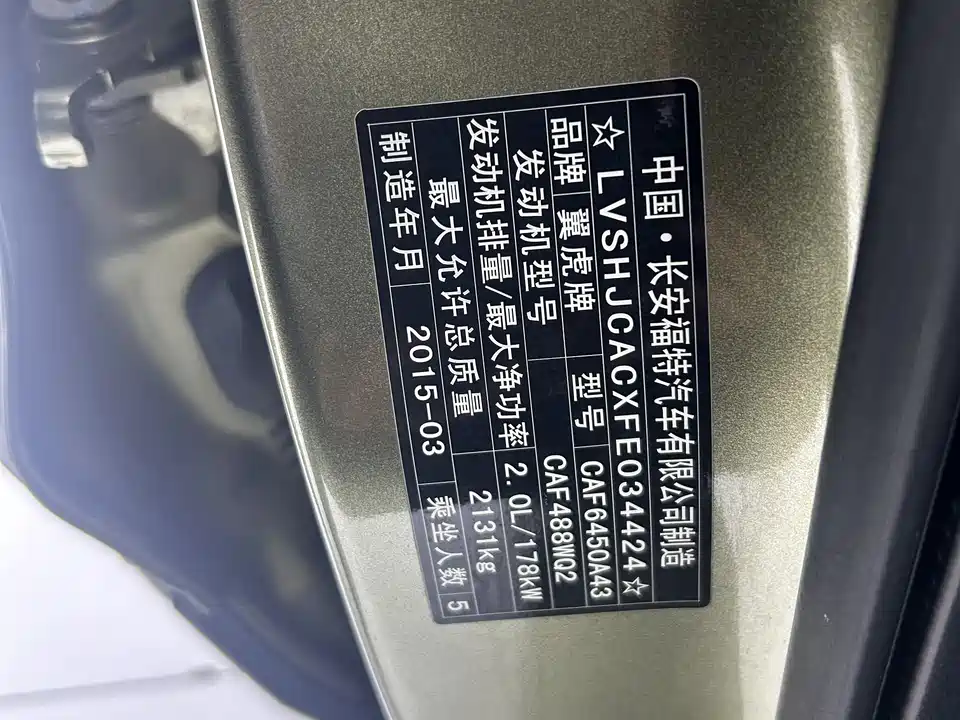 中国·长安福特汽车有限公司制造
☆LVSHJCACXFE034424☆
品牌 翼虎牌 型号 CAF6450A43
发动机型号 CAF488WQ2
发动机排量/最大净功率 2.0L/178kW
最大允许总质量 2131kg
制造年月 2015-03 乘坐人数 5